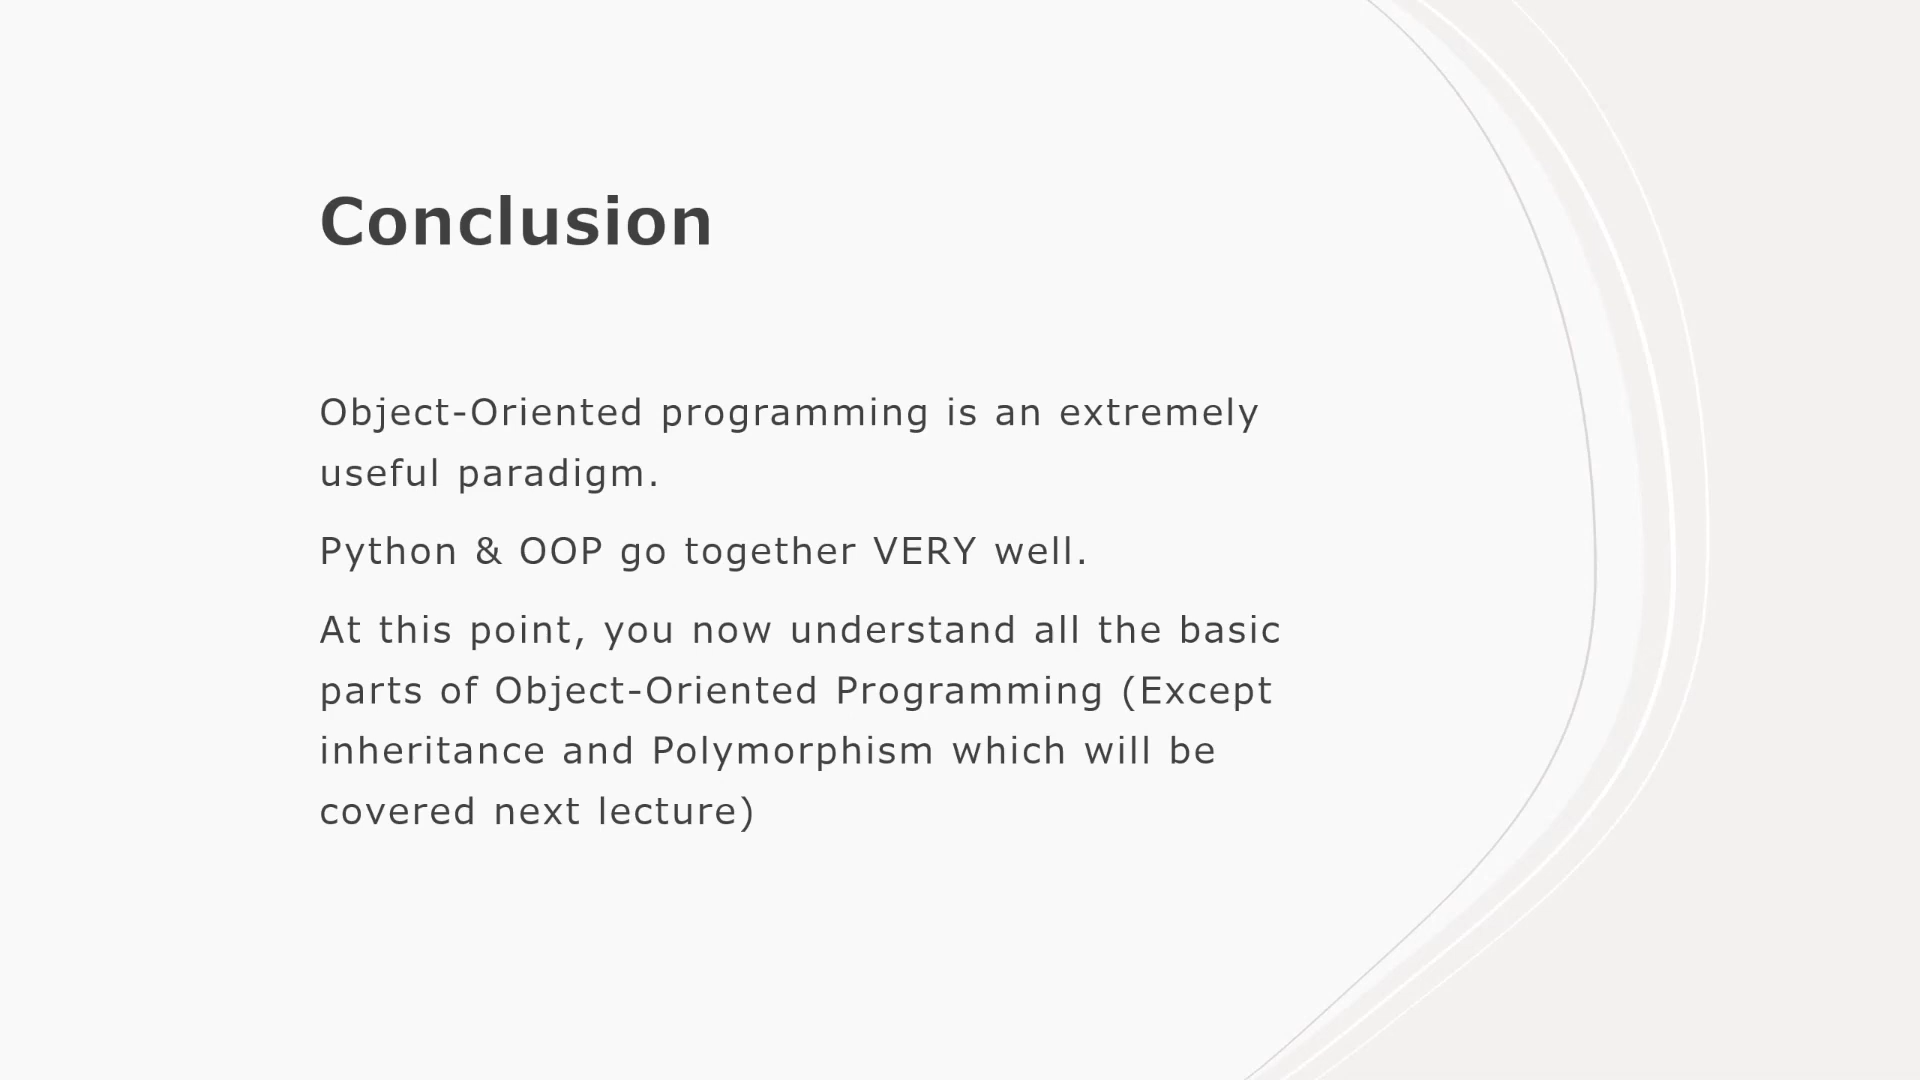 Conclusion
Object-Oriented programming is an extremely
useful paradigm.
Python & OOP go together VERY well.
At this point, you now understand all the basic
parts of Object-Oriented Programming (Except
inheritance and Polymorphism which will be
covered next lecture)